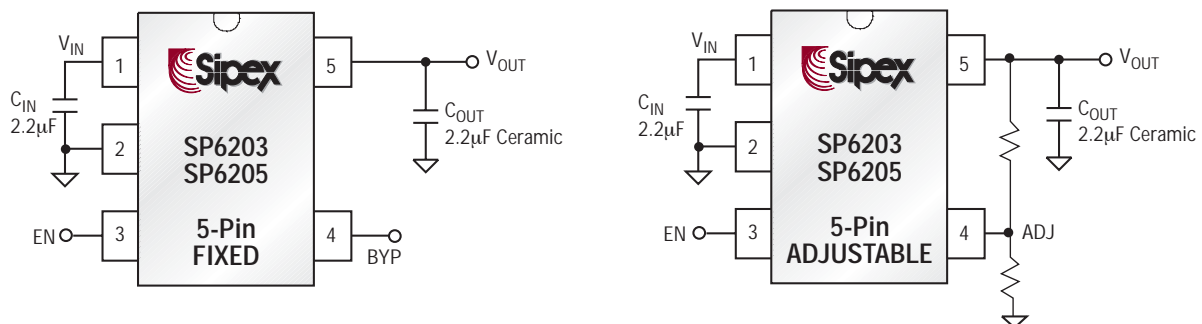 V_IN
1
5
V_OUT
Sipex
C_IN
2.2µF
C_OUT
2.2µF Ceramic
2
SP6203
SP6205
EN
3
5-Pin
FIXED
4
BYP
V_IN
1
5
V_OUT
Sipex
C_IN
2.2µF
C_OUT
2.2µF Ceramic
2
SP6203
SP6205
EN
3
5-Pin
ADJUSTABLE
4
ADJ